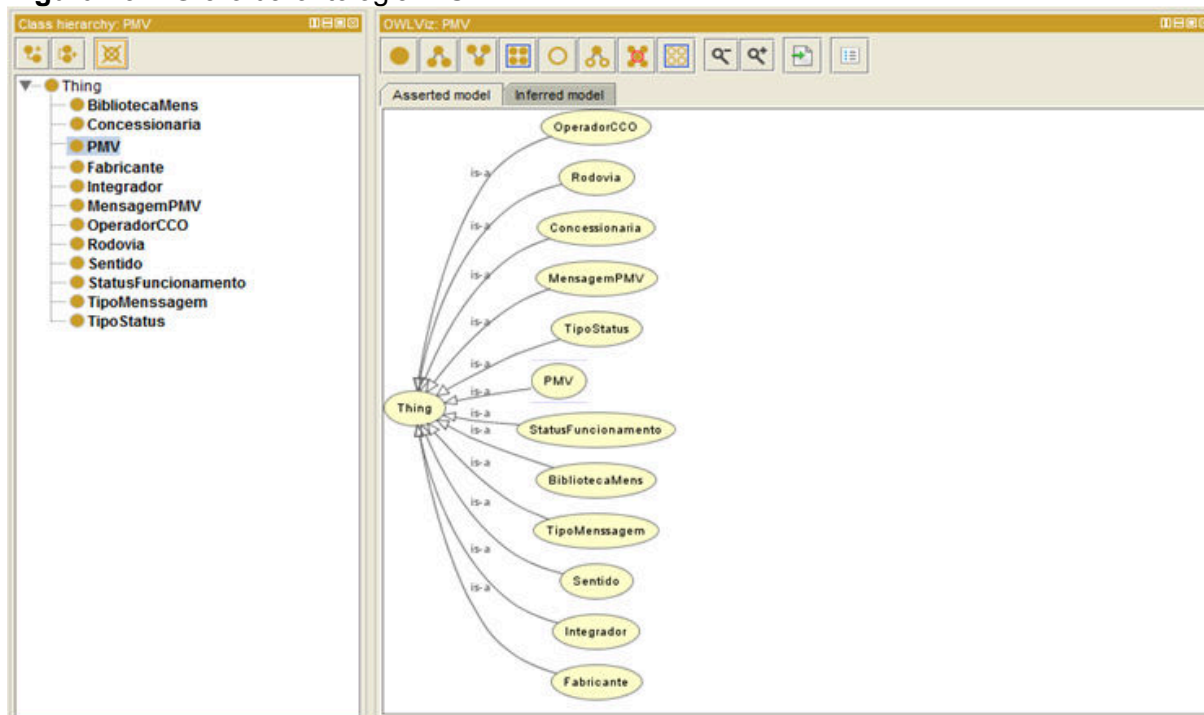 Class hierarchy: PMV
Thing
BibliotecaMens
Concessionaria
PMV
Fabricante
Integrador
MensagemPMV
OperadorCCO
Rodovia
Sentido
StatusFuncionamento
TipoMenssagem
TipoStatus
OWLViz: PMV
Asserted model Inferred model
OperadorCCO
is-a
Rodovia
is-a
Concessionaria
is-a
MensagemPMV
is-a
TipoStatus
is-a
PMV
is-a
Thing
is-a
StatusFuncionamento
is-a
is-a
BibliotecaMens
is-a
TipoMenssagem
is-a
Sentido
is-a
Integrador
Fabricante